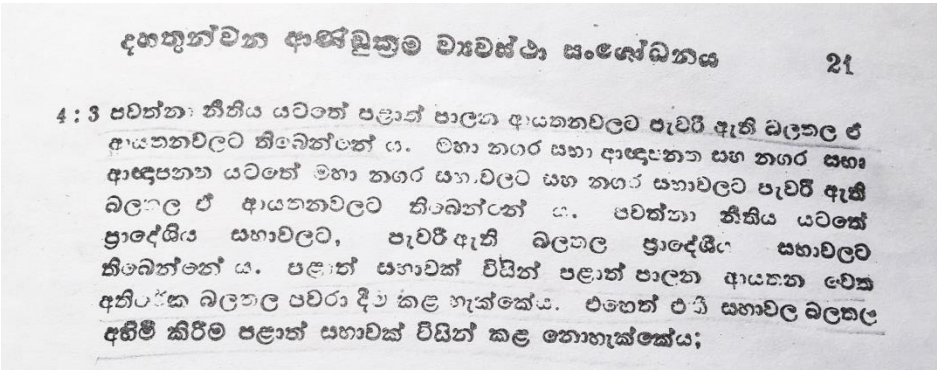 දහතුන්වන ආණ්ඩුක්‍රම ව්‍යවස්ථා සංශෝධනය 21
4 : 3 පවත්නා නීතිය යටතේ පළාත් පාලන ආයතනවලට පැවරී ඇති බලතල ඒ
ආයතනවලට තිබෙන්නේ ය. මහා නගර සභා ආඥාපනත සහ නගර සභා
ආඥාපනත යටතේ මහා නගර සභාවලට සහ නගර සභාවලට පැවරී ඇති
බලතල ඒ ආයතනවලට තිබෙන්නේ ය. පවත්නා නීතිය යටතේ
ප්‍රාදේශීය සභාවලට, පැවරී ඇති බලතල ප්‍රාදේශීය සභාවලට
තිබෙන්නේ ය. පළාත් සභාවක් විසින් පළාත් පාලන ආයතන වෙත
අතිරේක බලතල පවරා දීම කළ හැක්කේය. එහෙත් එකී සභාවල බලතල
අහිමි කිරීම පළාත් සභාවක් විසින් කළ නොහැක්කේය;